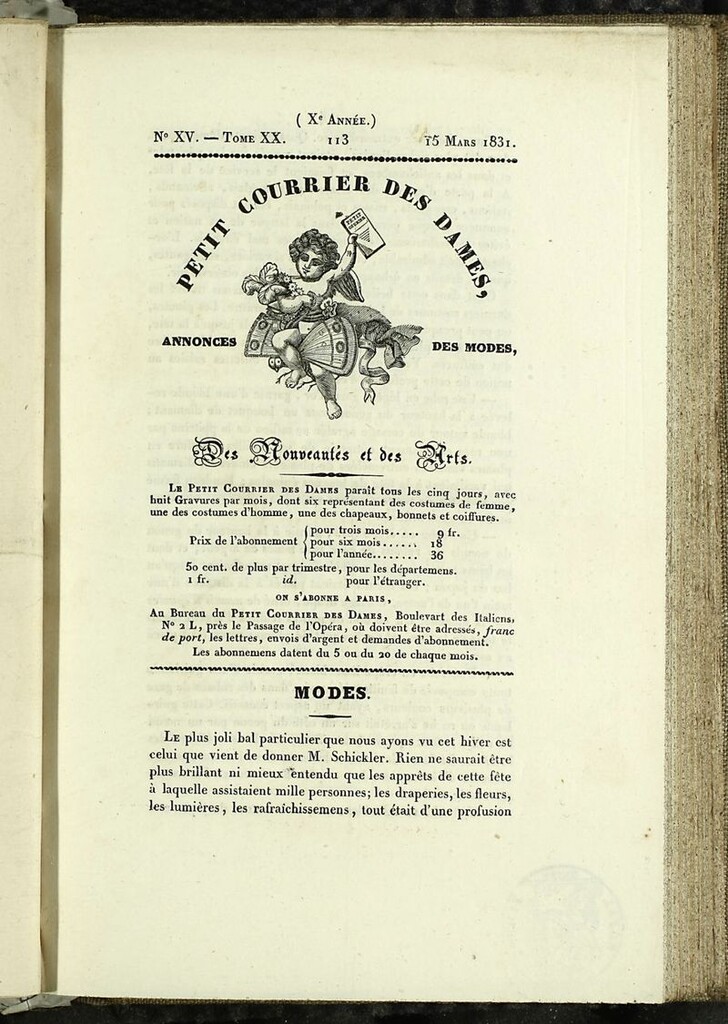 ( Xe Année.)
No XV. — Tome XX. 113 15 Mars 1831.
PETIT COURRIER DES DAMES,
PETIT COURRIER
ANNONCES DES MODES,
Des Nouveautés et des Arts.
Le Petit Courrier des Dames paraît tous les cinq jours, avec
huit Gravures par mois, dont six représentant des costumes de femme,
une des costumes d'homme, une des chapeaux, bonnets et coiffures.
Prix de l'abonnement { pour trois mois..... 9 fr.
pour six mois...... 18
pour l'année........ 36
50 cent. de plus par trimestre, pour les départemens.
1 fr. id. pour l'étranger.
ON S'ABONNE A PARIS,
Au Bureau du Petit Courrier des Dames, Boulevart des Italiens,
No 2 L, près le Passage de l'Opéra, où doivent être adressés, franc
de port, les lettres, envois d'argent et demandes d'abonnement.
Les abonnemens datent du 5 ou du 20 de chaque mois.
MODES.
Le plus joli bal particulier que nous ayons vu cet hiver est
celui que vient de donner M. Schickler. Rien ne saurait être
plus brillant ni mieux entendu que les apprêts de cette fête
à laquelle assistaient mille personnes; les draperies, les fleurs,
les lumières, les rafraîchissemens, tout était d'une profusion